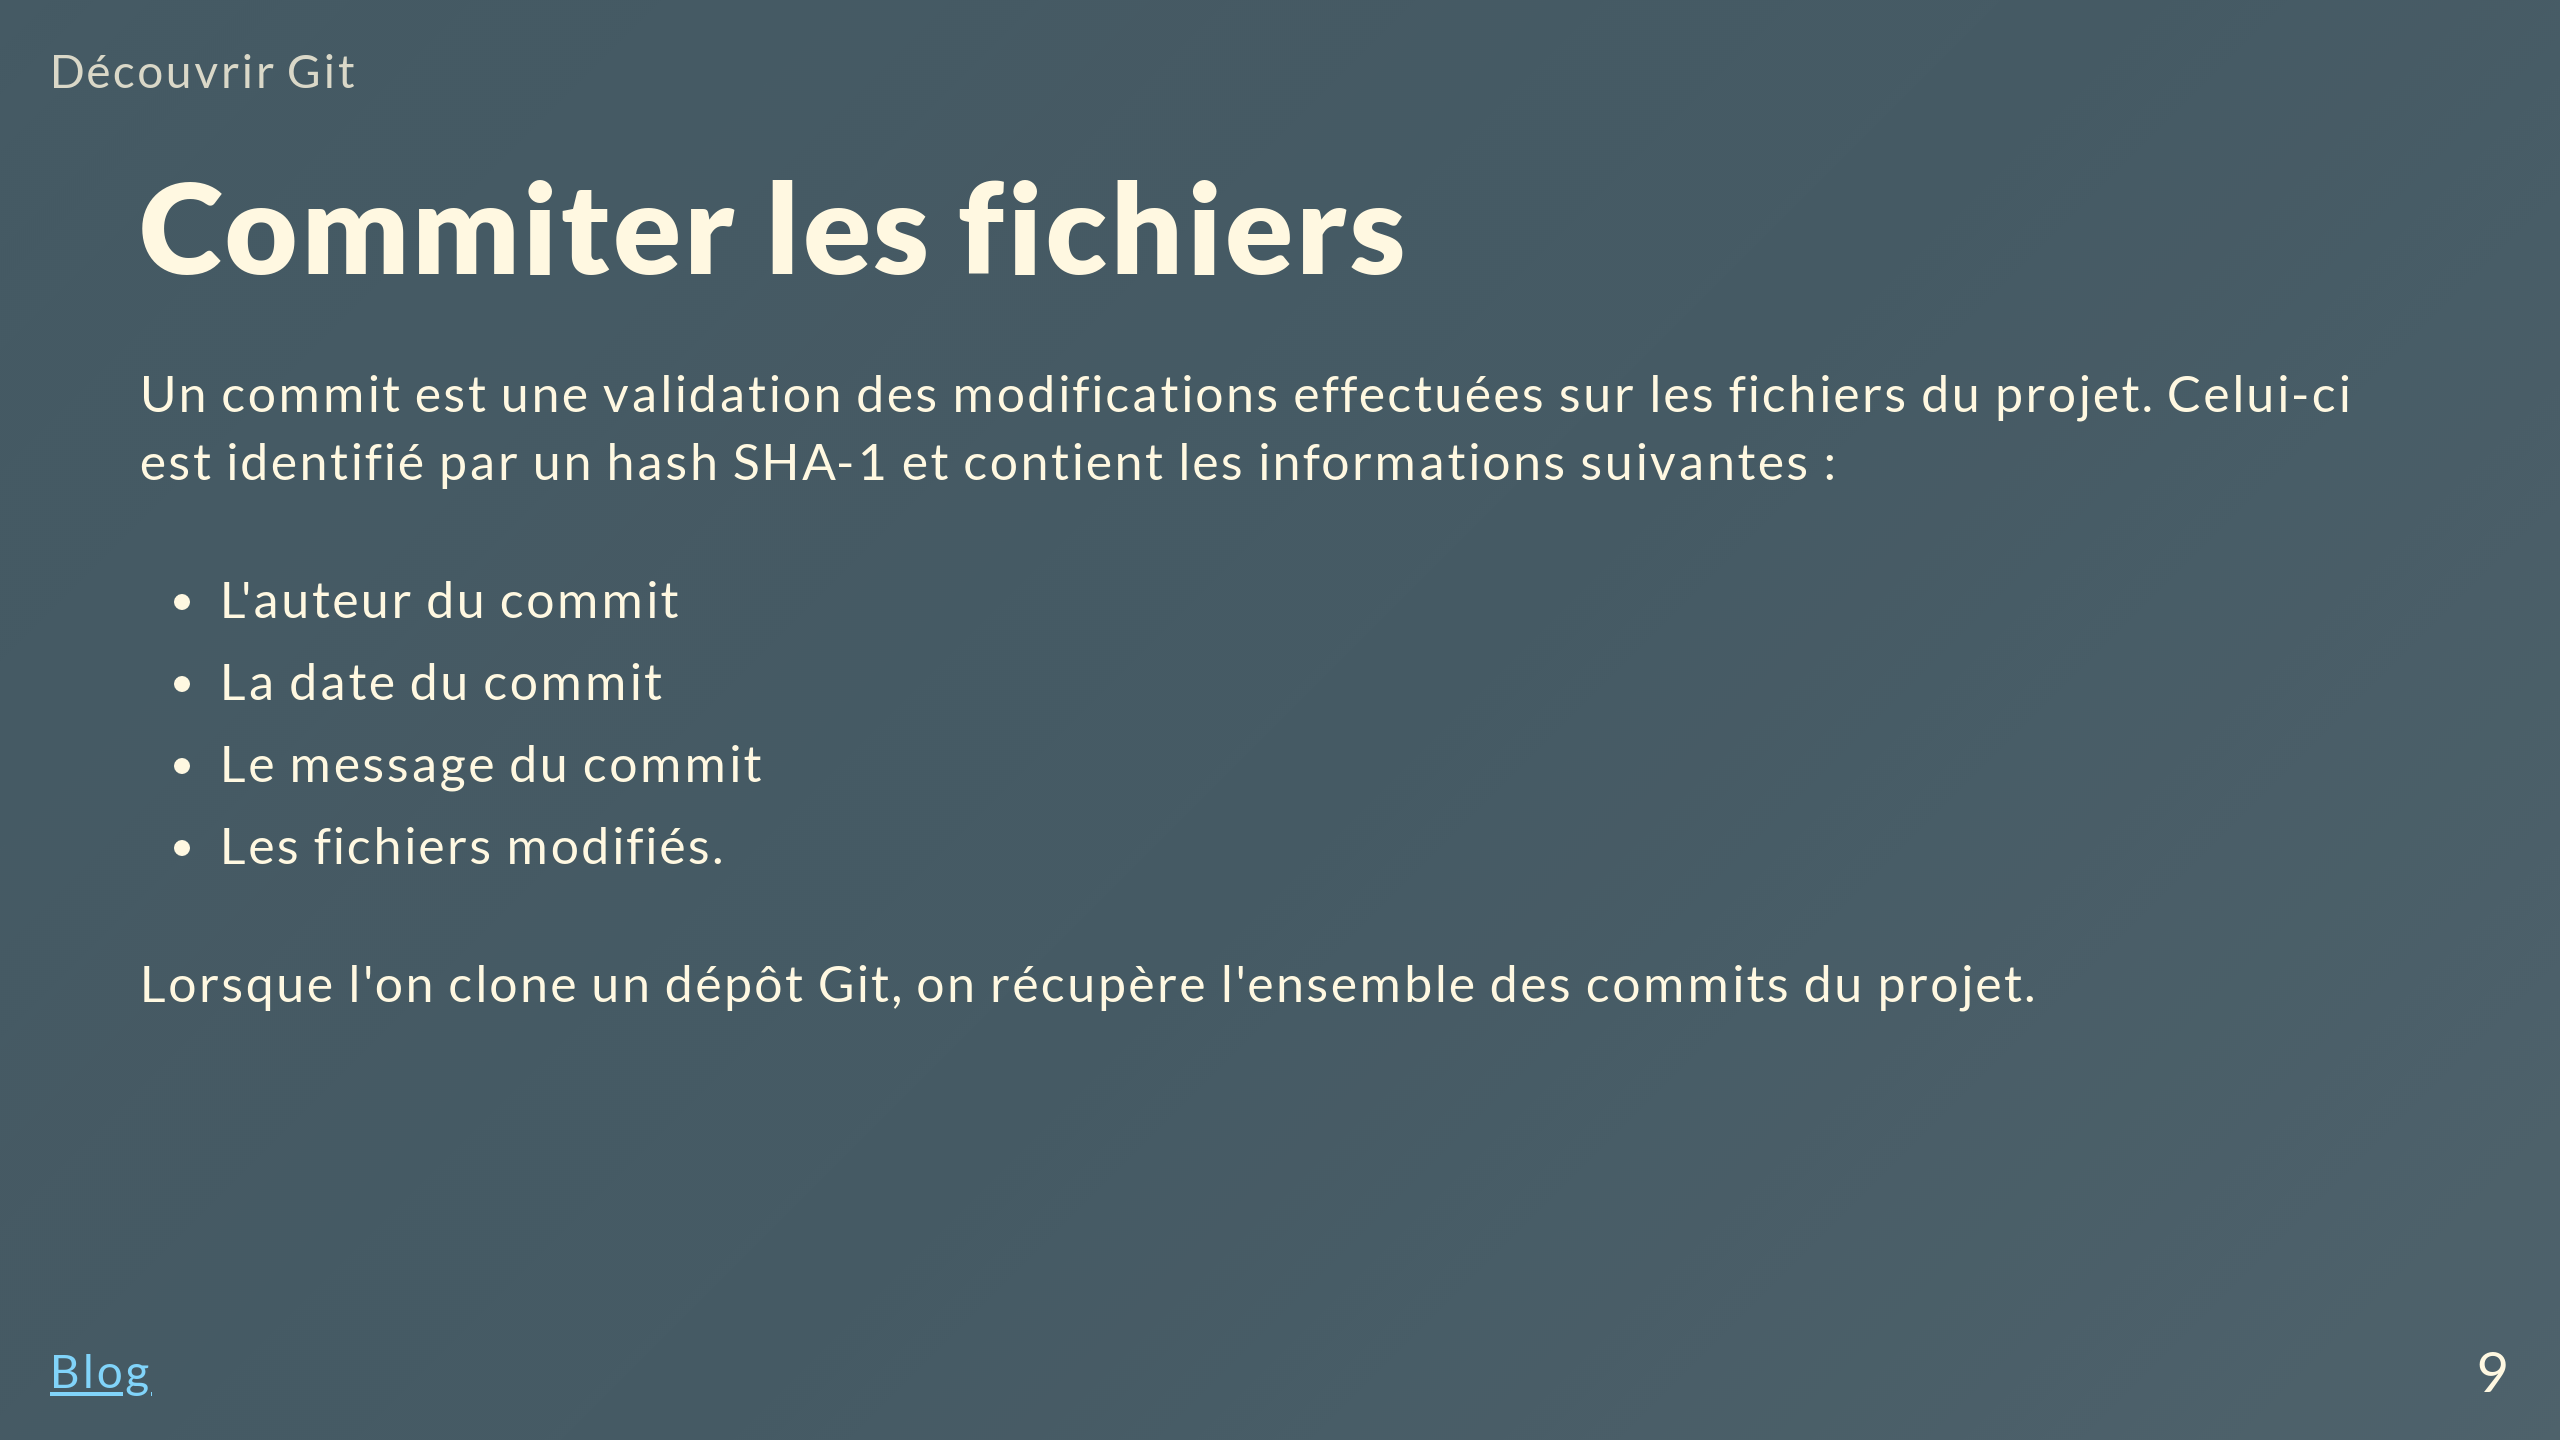 Découvrir Git
Commiter les fichiers
Un commit est une validation des modifications effectuées sur les fichiers du projet. Celui-ci
est identifié par un hash SHA-1 et contient les informations suivantes :
• L'auteur du commit
• La date du commit
• Le message du commit
• Les fichiers modifiés.
Lorsque l'on clone un dépôt Git, on récupère l'ensemble des commits du projet.
Blog
9